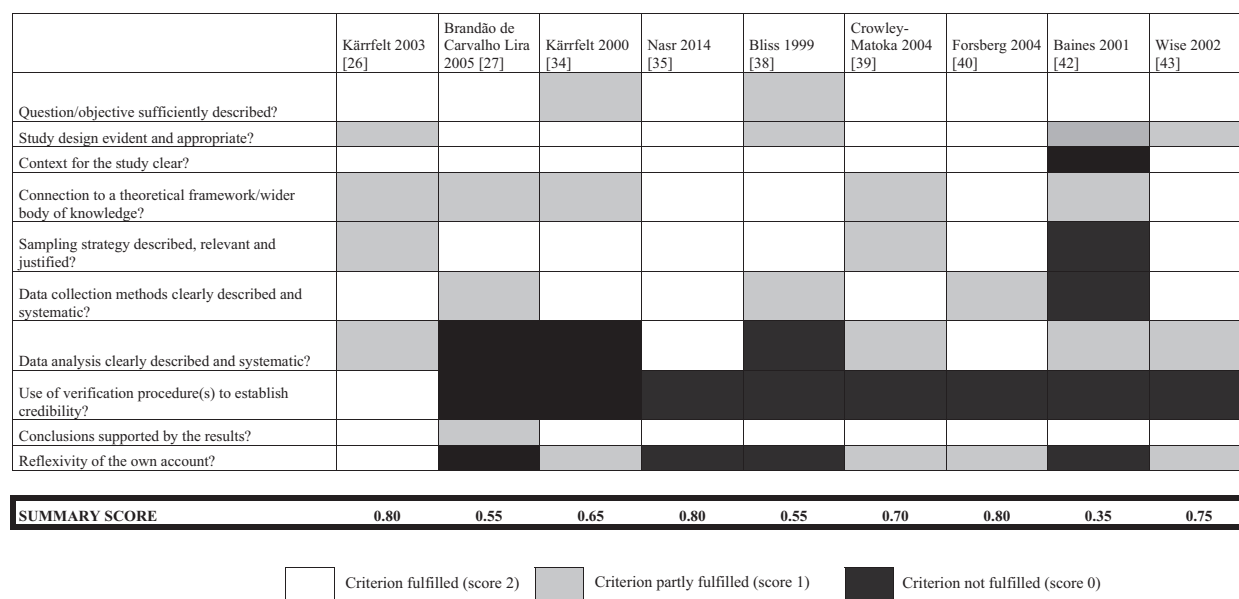 Kärrfelt 2003
[26]
Brandão de
Carvalho Lira
2005 [27]
Kärrfelt 2000
[34]
Nasr 2014
[35]
Bliss 1999
[38]
Crowley-
Matoka 2004
[39]
Forsberg 2004
[40]
Baines 2001
[42]
Wise 2002
[43]
Question/objective sufficiently described?
Study design evident and appropriate?
Context for the study clear?
Connection to a theoretical framework/wider
body of knowledge?
Sampling strategy described, relevant and
justified?
Data collection methods clearly described and
systematic?
Data analysis clearly described and systematic?
Use of verification procedure(s) to establish
credibility?
Conclusions supported by the results?
Reflexivity of the own account?
SUMMARY SCORE 0.80 0.55 0.65 0.80 0.55 0.70 0.80 0.35 0.75
Criterion fulfilled (score 2) Criterion partly fulfilled (score 1) Criterion not fulfilled (score 0)